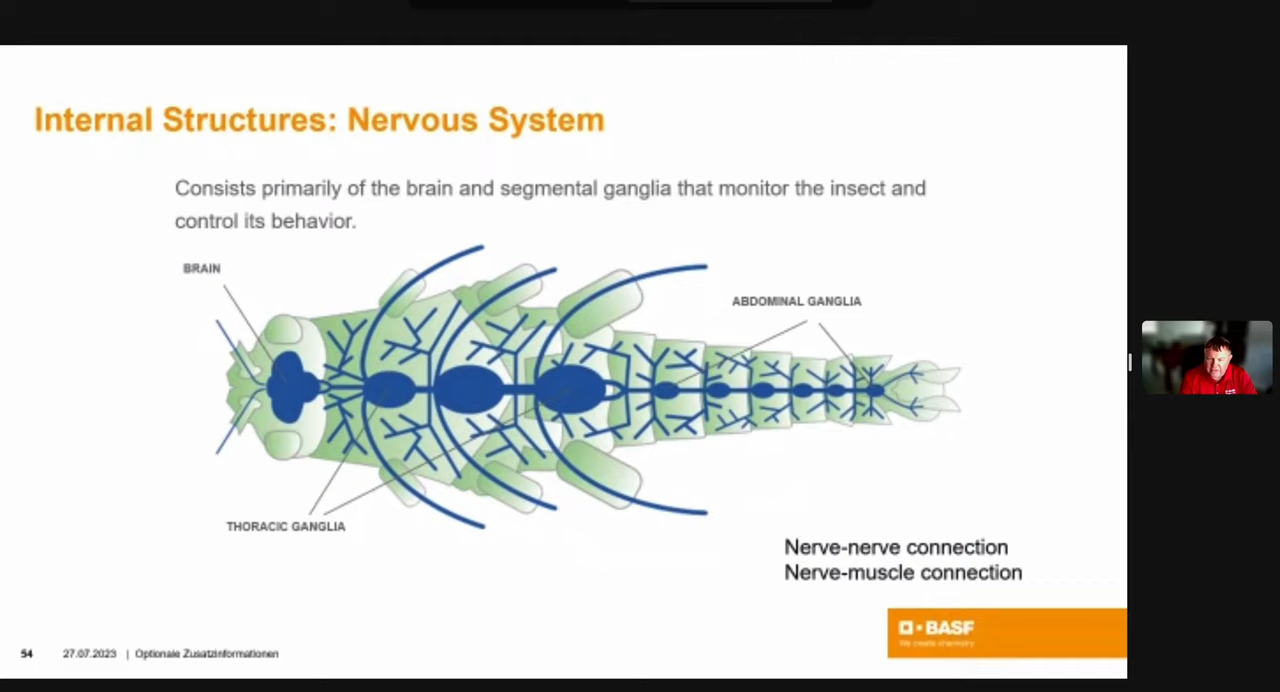 Internal Structures: Nervous System
Consists primarily of the brain and segmental ganglia that monitor the insect and
control its behavior.
BRAIN
ABDOMINAL GANGLIA
THORACIC GANGLIA
Nerve-nerve connection
Nerve-muscle connection
BASF
We create chemistry
54 27.07.2023 | Optionale Zusatzinformationen